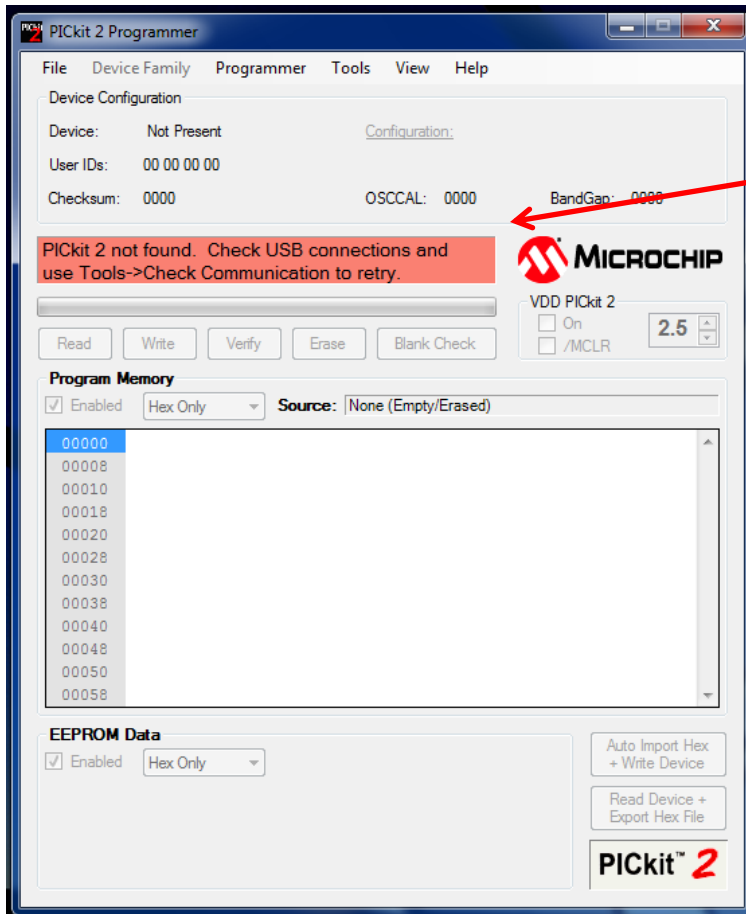 PICkit 2 Programmer
File Device Family Programmer Tools View Help
Device Configuration
Device: Not Present Configuration:
User IDs: 00 00 00 00
Checksum: 0000 OSCCAL: 0000 BandGap: 0000
PICkit 2 not found. Check USB connections and
use Tools->Check Communication to retry.
MICROCHIP
VDD PICkit 2
On
/MCLR
2.5
Read Write Verify Erase Blank Check
Program Memory
Enabled Hex Only Source: None (Empty/Erased)
00000
00008
00010
00018
00020
00028
00030
00038
00040
00048
00050
00058
EEPROM Data
Enabled Hex Only
Auto Import Hex
+ Write Device
Read Device +
Export Hex File
PICkit™ 2